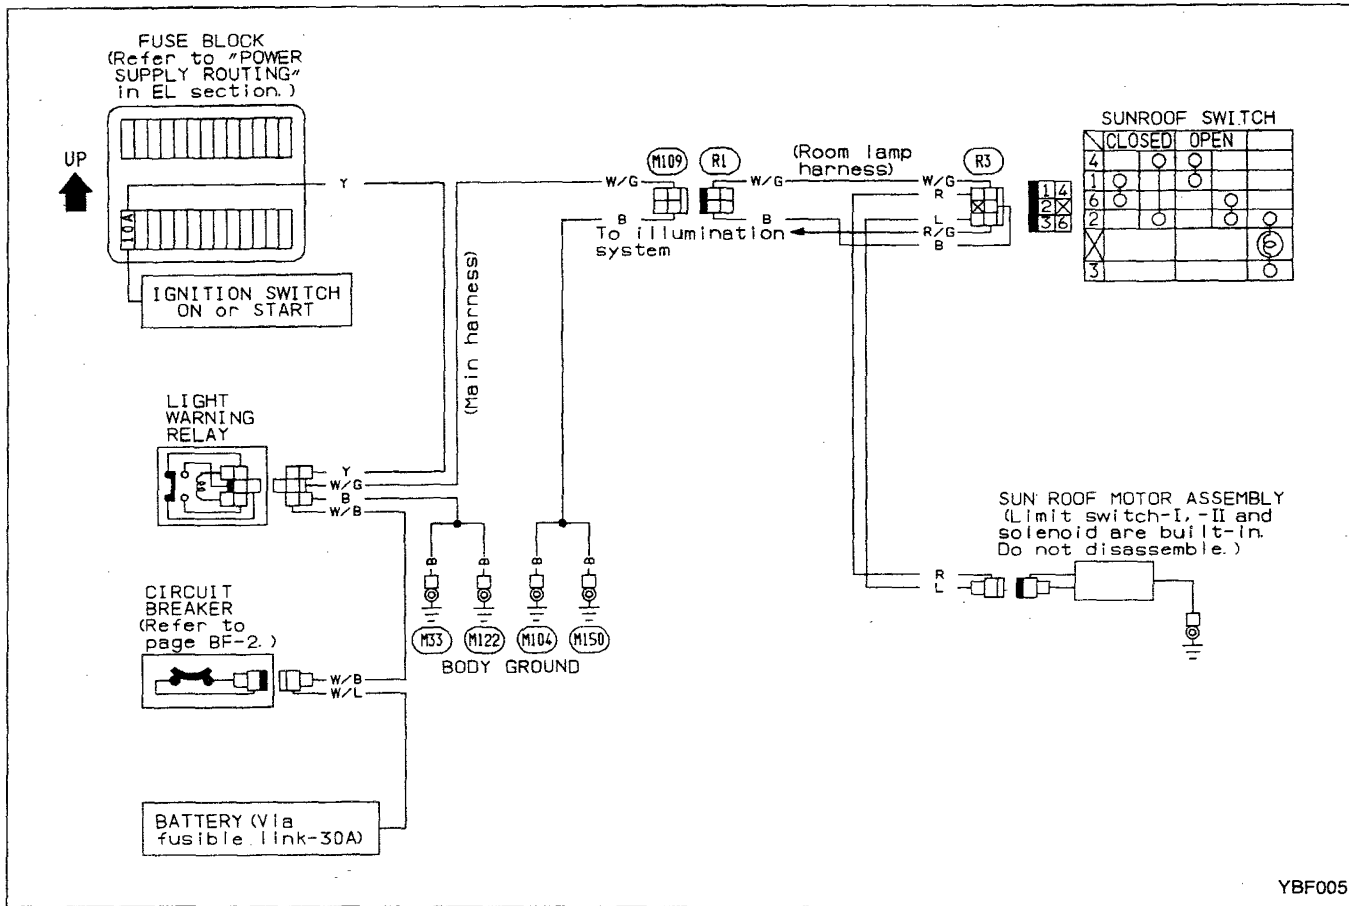 FUSE BLOCK
(Refer to "POWER
SUPPLY ROUTING"
in EL section.)
UP
10A
Y
IGNITION SWITCH
ON or START
(Main harness)
M109
R1
(Room lamp
harness)
R3
W/G
W/G
W/G
R
B
B
L
R/G
B
To illumination
system
1 4
2
3 6
SUNROOF SWITCH
CLOSED OPEN
4
1
6
2
3
LIGHT
WARNING
RELAY
Y
W/G
B
W/B
B
B
B
B
M33
M122
M104
M150
BODY GROUND
SUN ROOF MOTOR ASSEMBLY
(Limit switch-I, -II and
solenoid are built-in.
Do not disassemble.)
R
L
CIRCUIT
BREAKER
(Refer to
page BF-2.)
W/B
W/L
BATTERY (Via
fusible link-30A)
YBF005